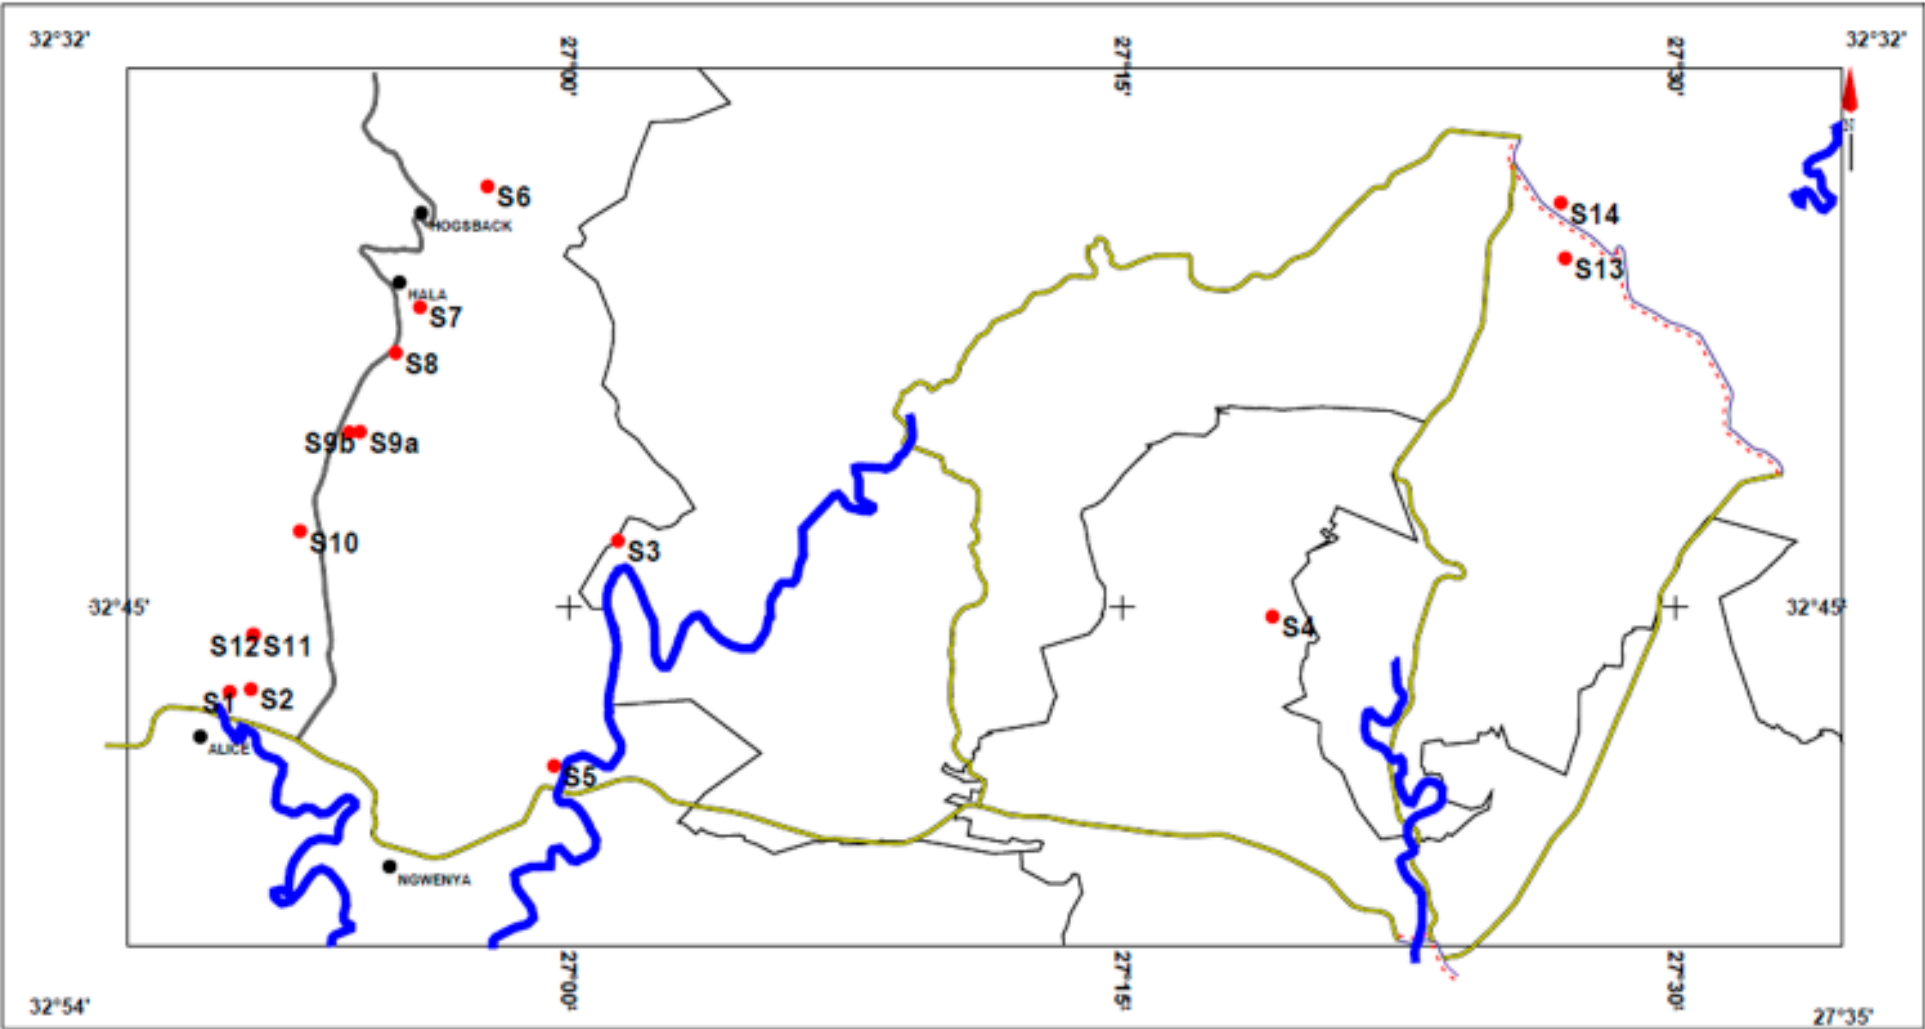 32°32'
27°00'
27°15'
27°30'
32°32'
S6
HOGSBACK
S14
S13
HALA
S7
S8
S9b
S9a
S10
S3
32°45'
32°45'
S4
S12
S11
S1
S2
ALICE
S5
NGWENYA
27°00'
27°15'
27°30'
32°54'
27°35'